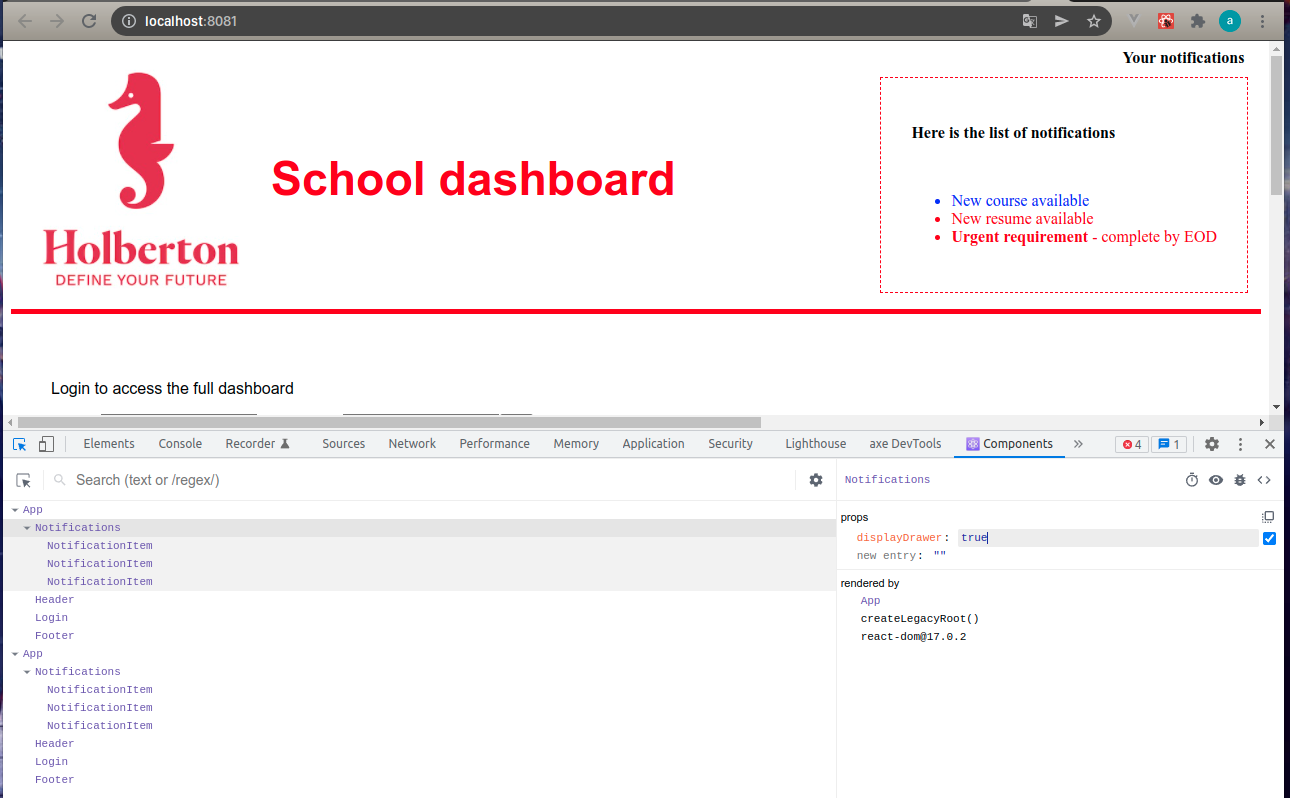 localhost:8081
a
Your notifications
Holberton
DEFINE YOUR FUTURE
School dashboard
Here is the list of notifications
New course available
New resume available
Urgent requirement - complete by EOD
Login to access the full dashboard
Elements Console Recorder Sources Network Performance Memory Application Security Lighthouse axe DevTools Components » 4 1
Search (text or /regex/)
App
Notifications
NotificationItem
NotificationItem
NotificationItem
Header
Login
Footer
App
Notifications
NotificationItem
NotificationItem
NotificationItem
Header
Login
Footer
Notifications
props
displayDrawer: true
new entry: ""
rendered by
App
createLegacyRoot()
react-dom@17.0.2